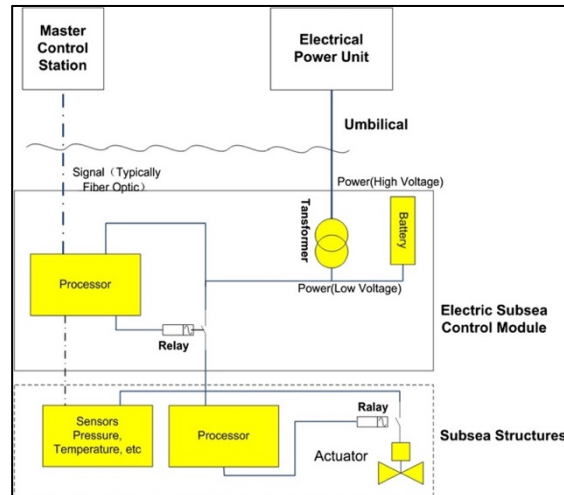 Master
Control
Station
Electrical
Power Unit
Umbilical
Signal（Typically
Fiber Optic）
Power(High Voltage)
Tansformer
Battery
Processor
Power(Low Voltage)
Electric Subsea
Control Module
Relay
Sensors
Pressure,
Temperature, etc
Processor
Ralay
Actuator
Subsea Structures